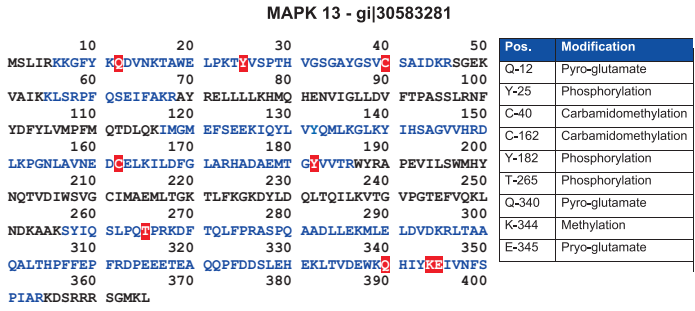 MAPK 13 - gi|30583281
10 20 30 40 50
MSLIRKKGFY KQDVNKTAWE LPKTYVSPTH VGSGAYGSVC SAIDKRSGEK
60 70 80 90 100
VAIKKLSRPF QSEIFAKRAY RELLLLKHMQ HENVIGLLDV FTPASSLRNF
110 120 130 140 150
YDFYLVMPFM QTDLQKIMGM EFSEEKIQYL VYQMLKGLKY IHSAGVVHRD
160 170 180 190 200
LKPGNLAVNE DCELKILDFG LARHADAEMT GYVVTRWYRA PEVILSWMHY
210 220 230 240 250
NQTVDIWSVG CIMAEMLTGK TLFKGKDYLD QLTQILKVTG VPGTEFVQKL
260 270 280 290 300
NDKAAKSYIQ SLPQTPRKDF TQLFPRASPQ AADLLEKMLE LDVDKRLTAA
310 320 330 340 350
QALTHPFFEP FRDPEEETEA QQPFDDSLEH EKLTVDEWKQ HIYKEIVNFS
360 370 380 390 400
PIARKDSRRR SGMKL
Pos. Modification
Q-12 Pyro-glutamate
Y-25 Phosphorylation
C-40 Carbamidomethylation
C-162 Carbamidomethylation
Y-182 Phosphorylation
T-265 Phosphorylation
Q-340 Pyro-glutamate
K-344 Methylation
E-345 Pryo-glutamate